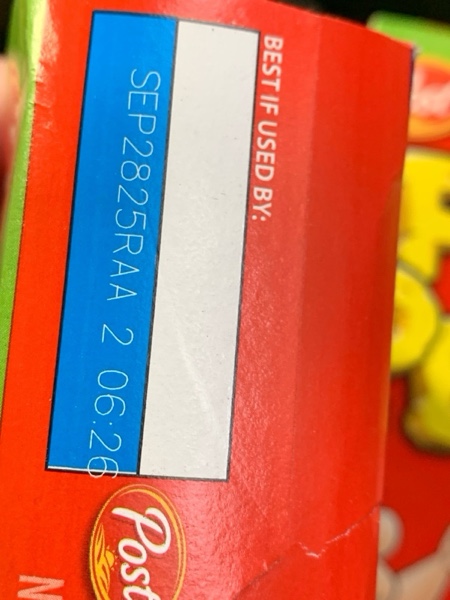 BEST IF USED BY:
SEP2825RAA 2 06:26
Post
N